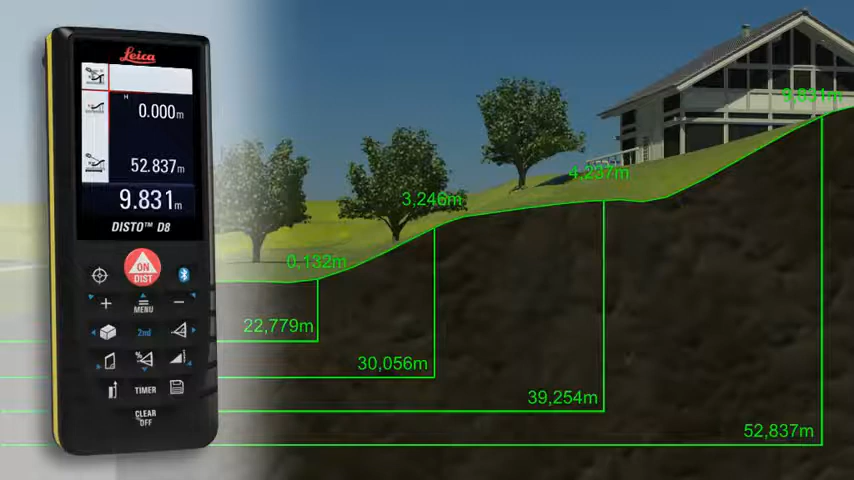 Leica
H
0.000m
52.837m
9.831m
DISTO™ D8
ON
DIST
+
MENU
−
2nd
%
TIMER
CLEAR
OFF
9,831m
4,237m
3,246m
0,132m
22,779m
30,056m
39,254m
52,837m